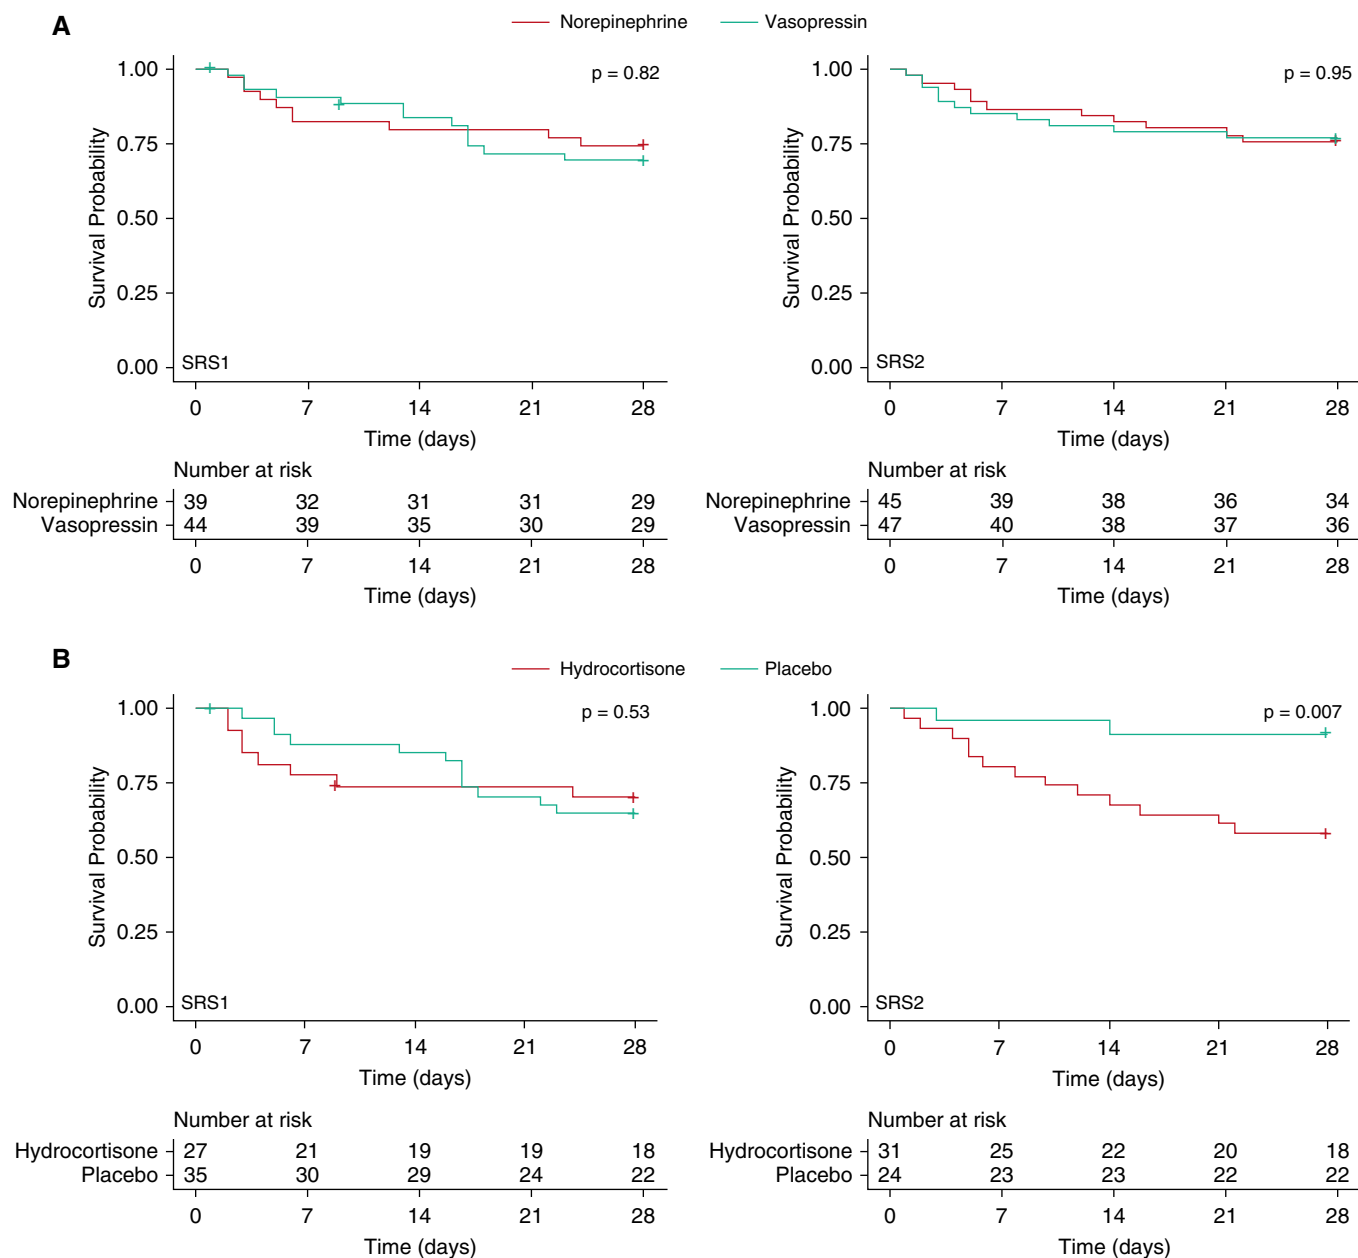 A
Norepinephrine Vasopressin
1.00
0.75
0.50
0.25
0.00
Survival Probability
p = 0.82
SRS1
0 7 14 21 28
Time (days)
Number at risk
Norepinephrine 39 32 31 31 29
Vasopressin 44 39 35 30 29
0 7 14 21 28
Time (days)
1.00
0.75
0.50
0.25
0.00
Survival Probability
p = 0.95
SRS2
0 7 14 21 28
Time (days)
Number at risk
Norepinephrine 45 39 38 36 34
Vasopressin 47 40 38 37 36
0 7 14 21 28
Time (days)
B
Hydrocortisone Placebo
1.00
0.75
0.50
0.25
0.00
Survival Probability
p = 0.53
SRS1
0 7 14 21 28
Time (days)
Number at risk
Hydrocortisone 27 21 19 19 18
Placebo 35 30 29 24 22
0 7 14 21 28
Time (days)
1.00
0.75
0.50
0.25
0.00
Survival Probability
p = 0.007
SRS2
0 7 14 21 28
Time (days)
Number at risk
Hydrocortisone 31 25 22 20 18
Placebo 24 23 23 22 22
0 7 14 21 28
Time (days)